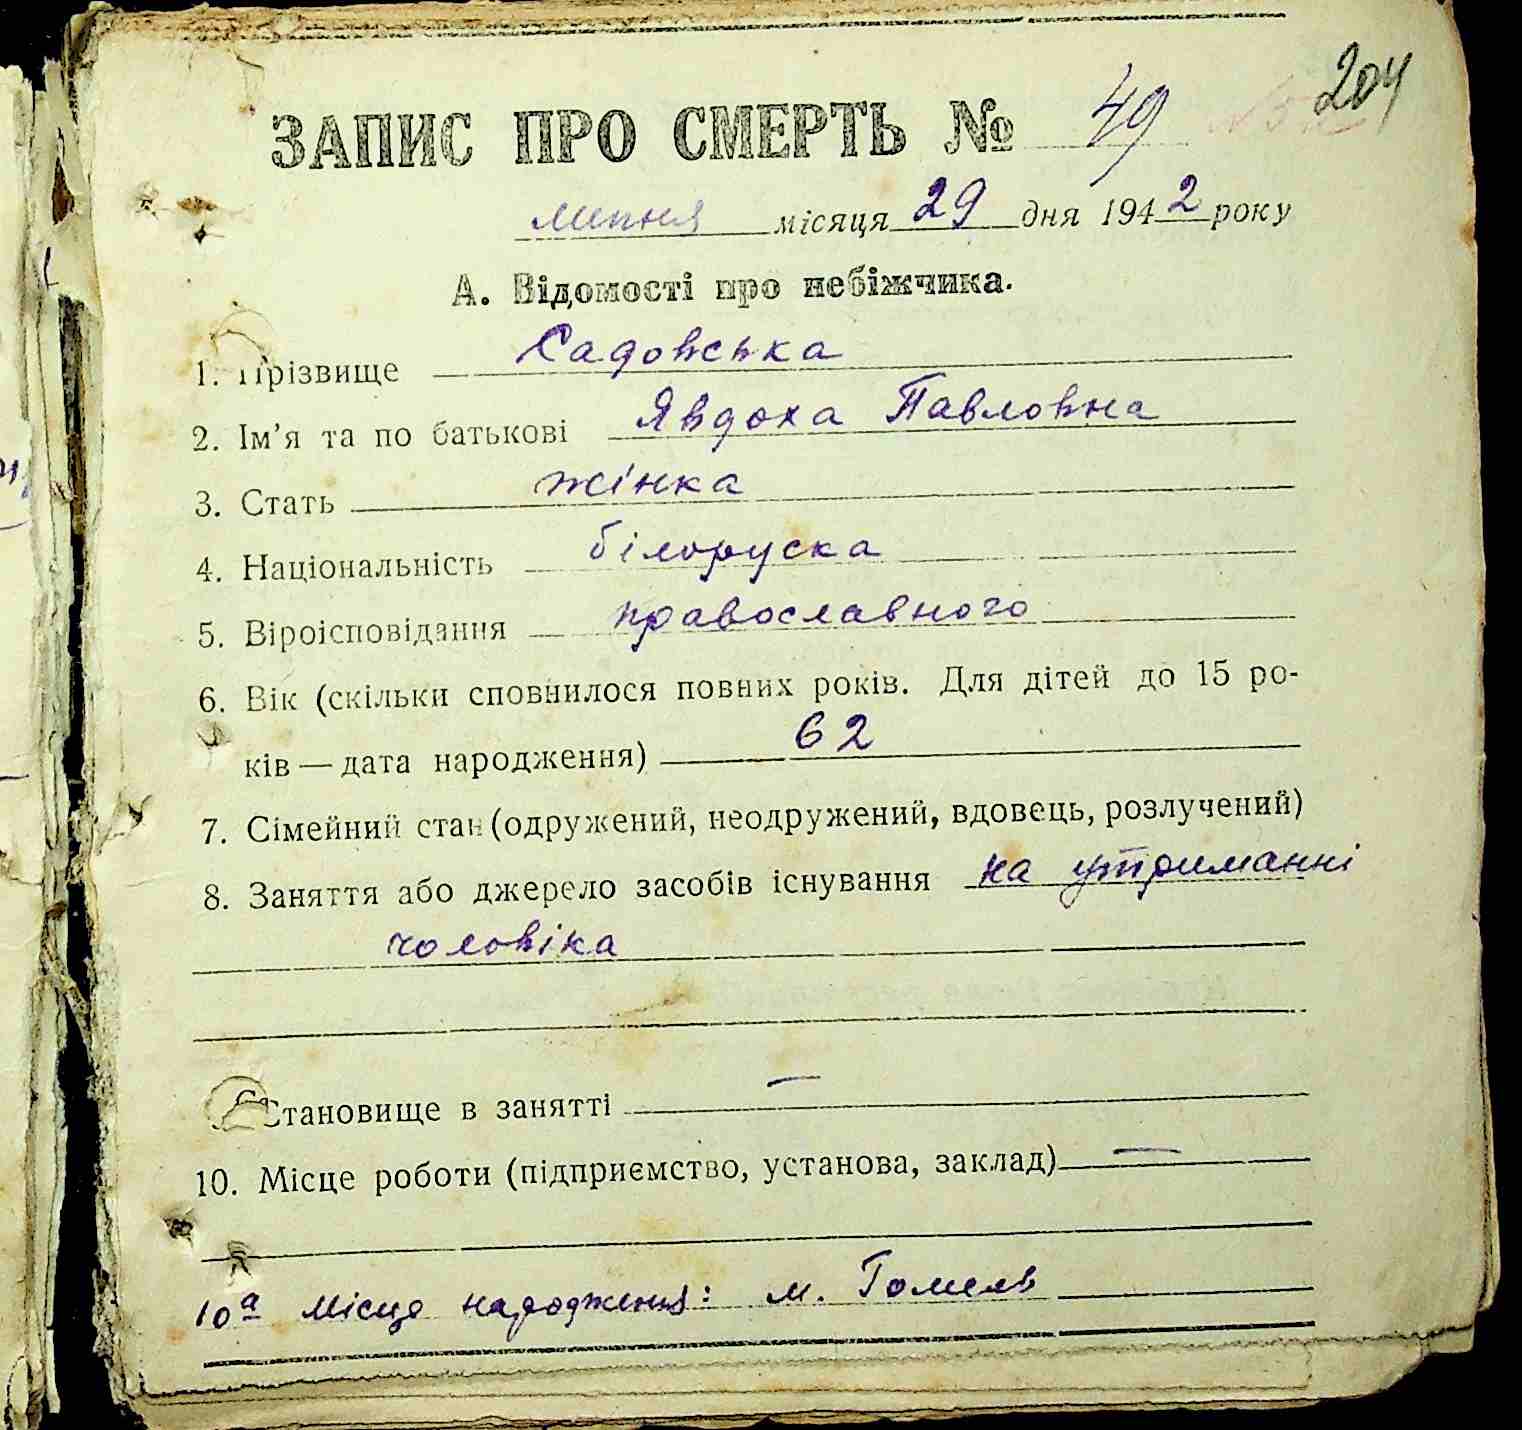 204
ЗАПИС ПРО СМЕРТЬ № 49
липня місяця 29 дня 1942 року
А. Відомості про небіжчика.
1. Прізвище Садовська
2. Ім'я та по батькові Явдоха Павловна
3. Стать жінка
4. Національність білоруска
5. Віроісповідання православного
6. Вік (скільки сповнилося повних років. Для дітей до 15 ро-
ків — дата народження) 62
7. Сімейний стан (одружений, неодружений, вдовець, розлучений)
8. Заняття або джерело засобів існування на утриманні
чоловіка
Становище в занятті —
10. Місце роботи (підприємство, установа, заклад) —
10а Місце народження: м. Гомель